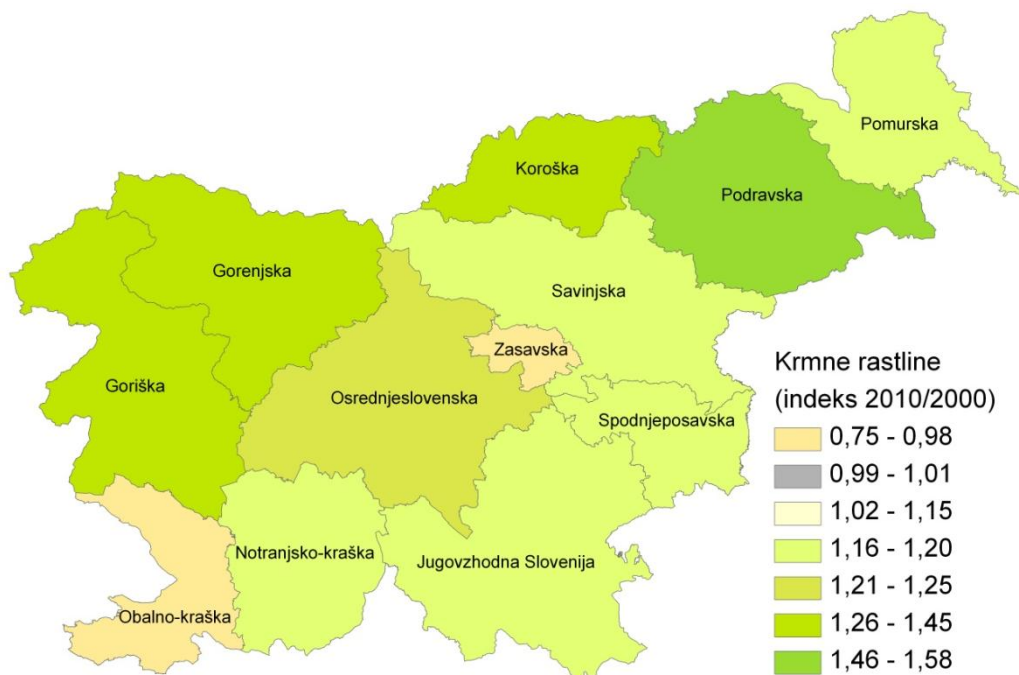 Pomurska
Koroška
Podravska
Gorenjska
Savinjska
Zasavska
Goriška
Osrednjeslovenska
Spodnjeposavska
Notranjsko-kraška
Jugovzhodna Slovenija
Obalno-kraška
Krmne rastline
(indeks 2010/2000)
0,75 - 0,98
0,99 - 1,01
1,02 - 1,15
1,16 - 1,20
1,21 - 1,25
1,26 - 1,45
1,46 - 1,58